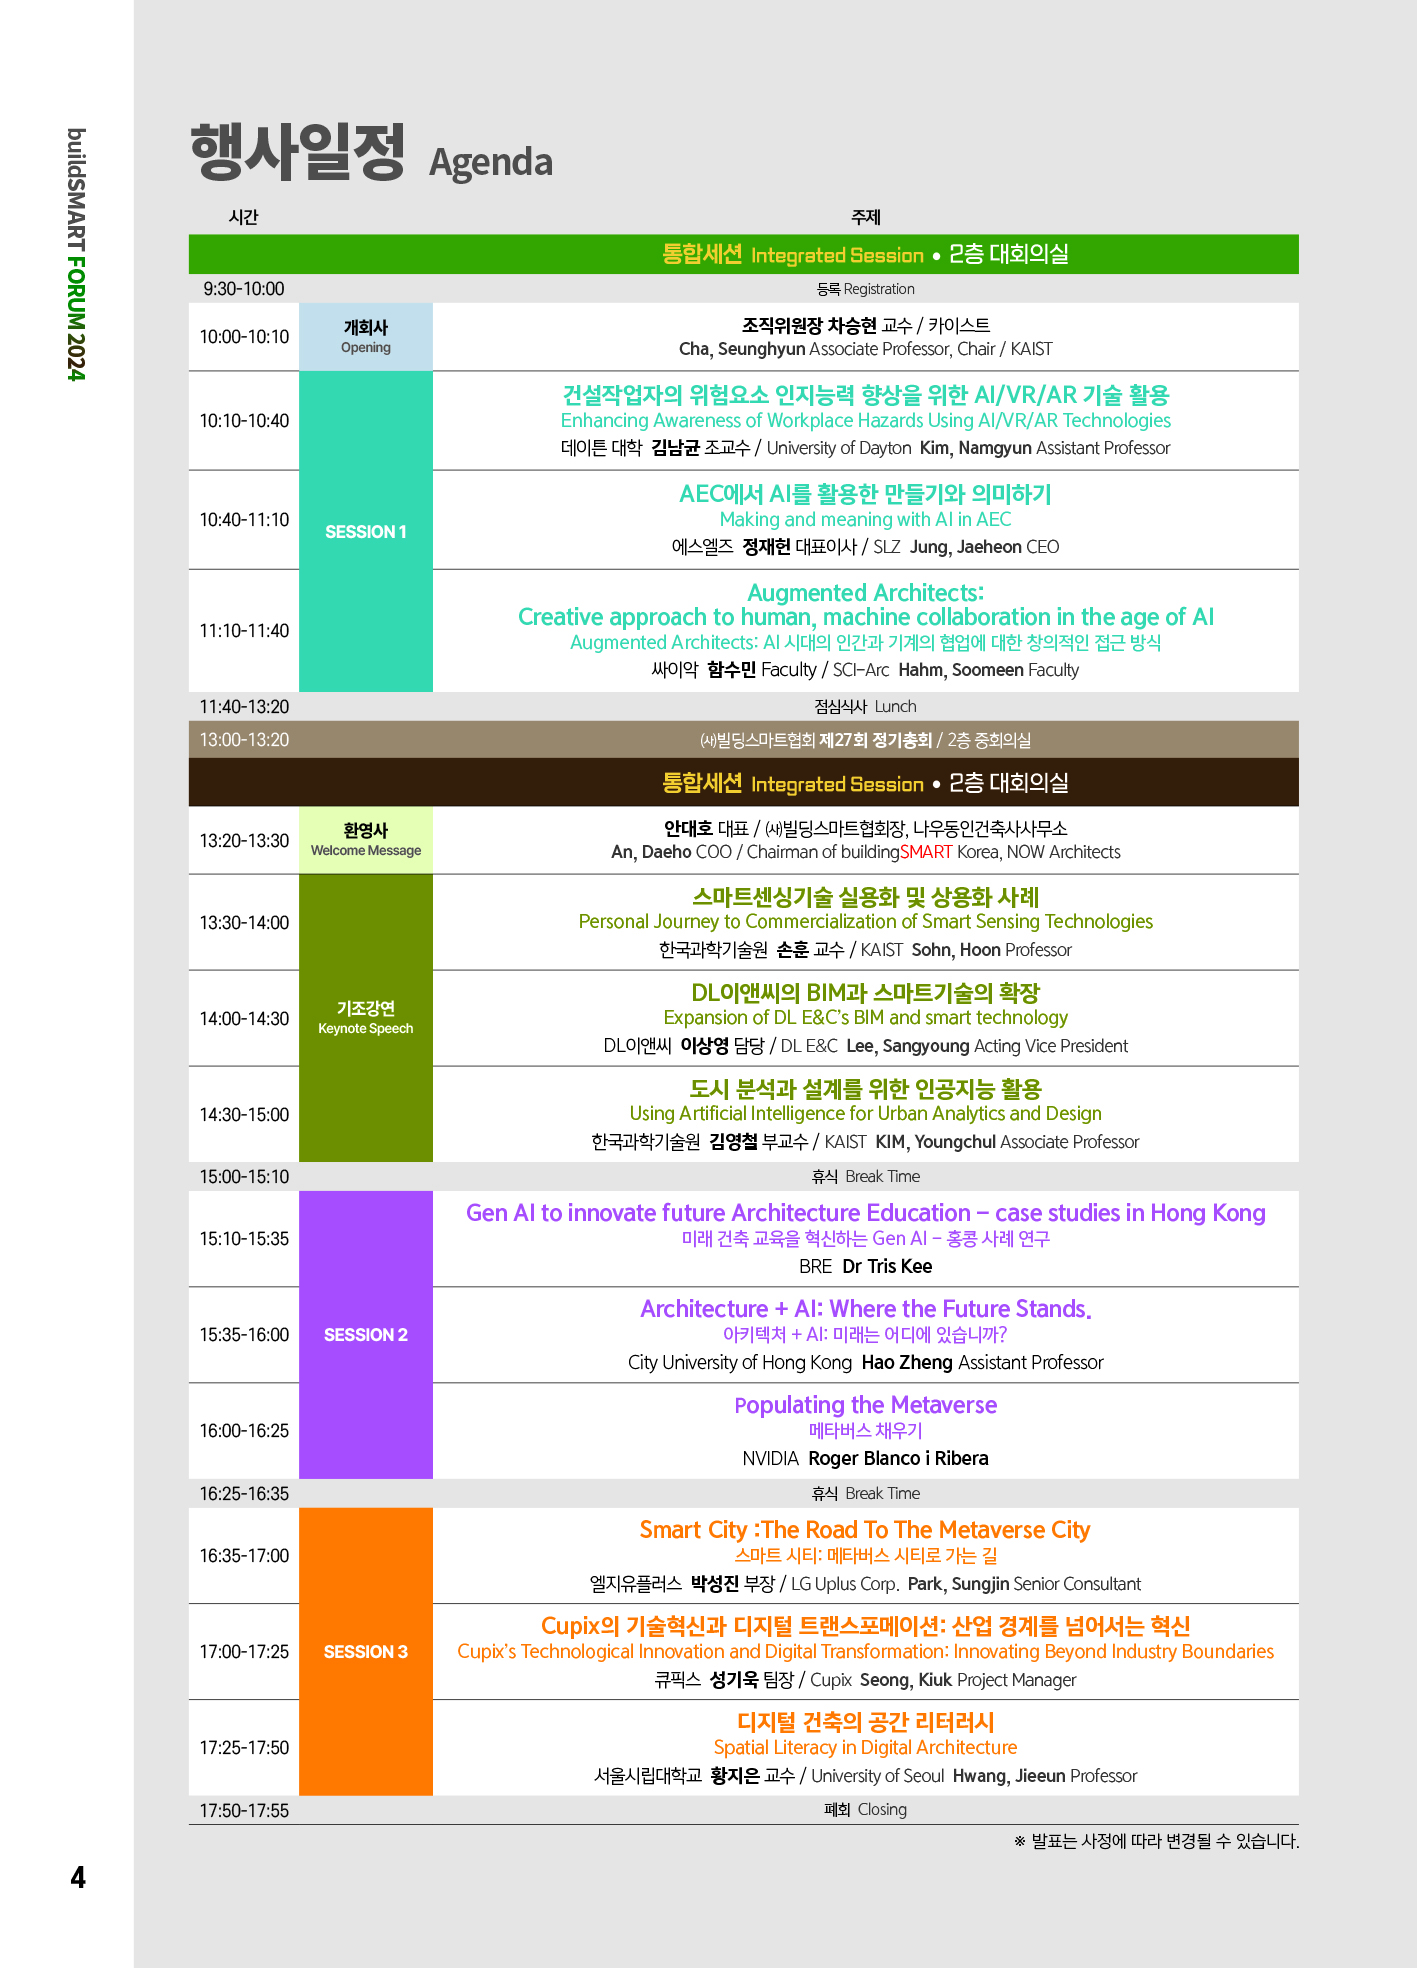 buildSMART FORUM 2024
행사일정 Agenda
시간 주제
통합세션 Integrated Session • 2층 대회의실
9:30-10:00 등록 Registration
10:00-10:10
개회사
Opening
조직위원장 차승현 교수 / 카이스트
Cha, Seunghyun Associate Professor, Chair / KAIST
SESSION 1
10:10-10:40
건설작업자의 위험요소 인지능력 향상을 위한 AI/VR/AR 기술 활용
Enhancing Awareness of Workplace Hazards Using AI/VR/AR Technologies
데이튼 대학 김남균 조교수 / University of Dayton Kim, Namgyun Assistant Professor
10:40-11:10
AEC에서 AI를 활용한 만들기와 의미하기
Making and meaning with AI in AEC
에스엘즈 정재헌 대표이사 / SLZ Jung, Jaeheon CEO
11:10-11:40
Augmented Architects:
Creative approach to human, machine collaboration in the age of AI
Augmented Architects: AI 시대의 인간과 기계의 협업에 대한 창의적인 접근 방식
싸이악 함수민 Faculty / SCI-Arc Hahm, Soomeen Faculty
11:40-13:20 점심식사 Lunch
13:00-13:20 ㈔빌딩스마트협회 제27회 정기총회 / 2층 중회의실
통합세션 Integrated Session • 2층 대회의실
13:20-13:30
환영사
Welcome Message
안대호 대표 / ㈔빌딩스마트협회장, 나우동인건축사사무소
An, Daeho COO / Chairman of buildingSMART Korea, NOW Architects
기조강연
Keynote Speech
13:30-14:00
스마트센싱기술 실용화 및 상용화 사례
Personal Journey to Commercialization of Smart Sensing Technologies
한국과학기술원 손훈 교수 / KAIST Sohn, Hoon Professor
14:00-14:30
DL이앤씨의 BIM과 스마트기술의 확장
Expansion of DL E&C's BIM and smart technology
DL이앤씨 이상영 담당 / DL E&C Lee, Sangyoung Acting Vice President
14:30-15:00
도시 분석과 설계를 위한 인공지능 활용
Using Artificial Intelligence for Urban Analytics and Design
한국과학기술원 김영철 부교수 / KAIST KIM, Youngchul Associate Professor
15:00-15:10 휴식 Break Time
SESSION 2
15:10-15:35
Gen AI to innovate future Architecture Education – case studies in Hong Kong
미래 건축 교육을 혁신하는 Gen AI - 홍콩 사례 연구
BRE Dr Tris Kee
15:35-16:00
Architecture + AI: Where the Future Stands.
아키텍처 + AI: 미래는 어디에 있습니까?
City University of Hong Kong Hao Zheng Assistant Professor
16:00-16:25
Populating the Metaverse
메타버스 채우기
NVIDIA Roger Blanco i Ribera
16:25-16:35 휴식 Break Time
SESSION 3
16:35-17:00
Smart City :The Road To The Metaverse City
스마트 시티: 메타버스 시티로 가는 길
엘지유플러스 박성진 부장 / LG Uplus Corp. Park, Sungjin Senior Consultant
17:00-17:25
Cupix의 기술혁신과 디지털 트랜스포메이션: 산업 경계를 넘어서는 혁신
Cupix's Technological Innovation and Digital Transformation: Innovating Beyond Industry Boundaries
큐픽스 성기욱 팀장 / Cupix Seong, Kiuk Project Manager
17:25-17:50
디지털 건축의 공간 리터러시
Spatial Literacy in Digital Architecture
서울시립대학교 황지은 교수 / University of Seoul Hwang, Jieeun Professor
17:50-17:55 폐회 Closing
※ 발표는 사정에 따라 변경될 수 있습니다.
4